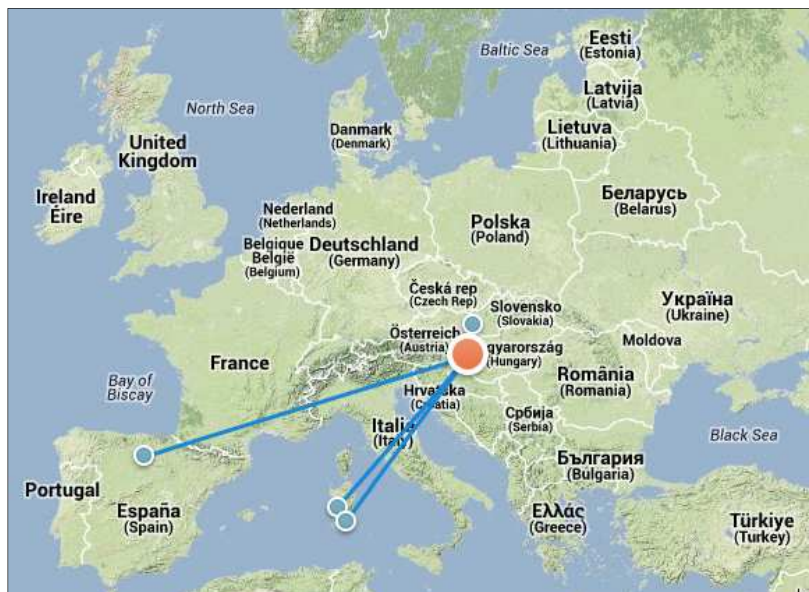 Baltic Sea
Eesti
(Estonia)
Latvija
(Latvia)
North Sea
Danmark
(Denmark)
Lietuva
(Lithuania)
United
Kingdom
Ireland
Éire
Беларусь
(Belarus)
Nederland
(Netherlands)
Polska
(Poland)
Belgique
België
(Belgium)
Deutschland
(Germany)
Česká rep
(Czech Rep)
Slovensko
(Slovakia)
Україна
(Ukraine)
Österreich
(Austria)
gyarország
(Hungary)
Moldova
France
România
(Romania)
Bay of
Biscay
Hrvatska
(Croatia)
Србија
(Serbia)
Italia
(Italy)
Black Sea
България
(Bulgaria)
Portugal
España
(Spain)
Ελλάς
(Greece)
Türkiye
(Turkey)